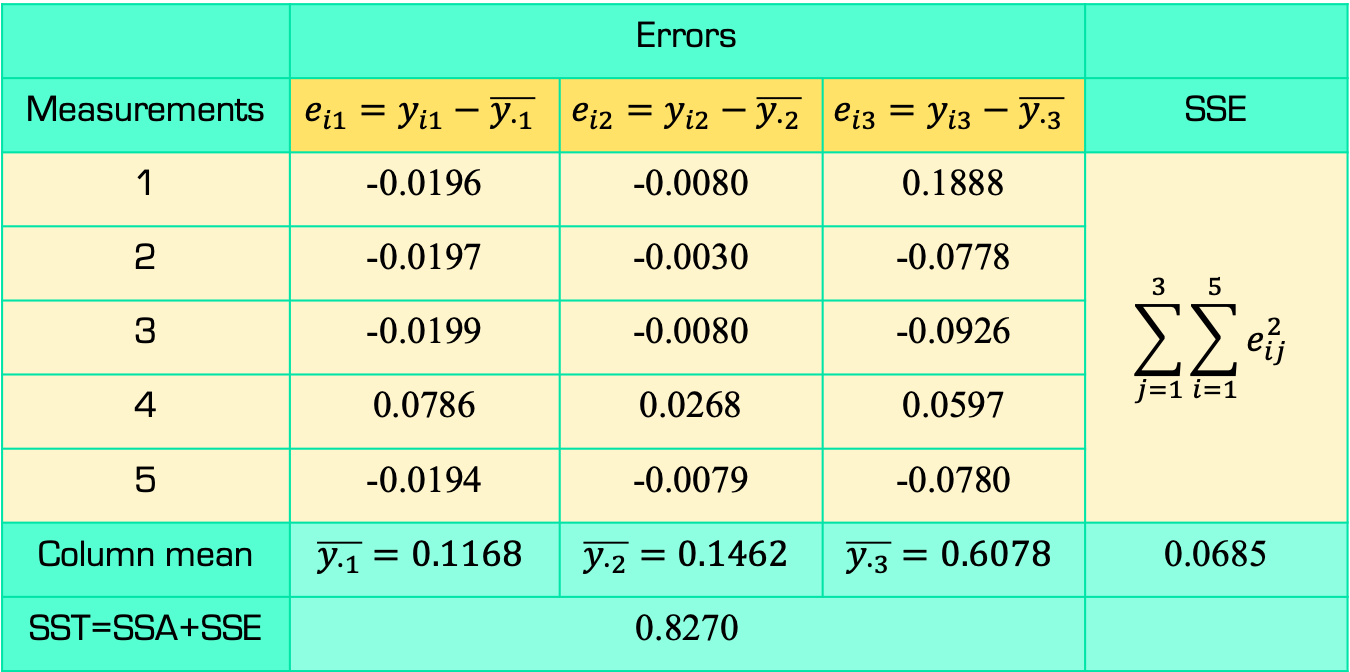 Errors
Measurements e_{i1} = y_{i1} − \overline{y_{·1}} e_{i2} = y_{i2} − \overline{y_{·2}} e_{i3} = y_{i3} − \overline{y_{·3}} SSE
1 -0.0196 -0.0080 0.1888
2 -0.0197 -0.0030 -0.0778
3 -0.0199 -0.0080 -0.0926
\sum_{j=1}^{3} \sum_{i=1}^{5} e_{ij}^{2}
4 0.0786 0.0268 0.0597
5 -0.0194 -0.0079 -0.0780
Column mean \overline{y_{·1}} = 0.1168 \overline{y_{·2}} = 0.1462 \overline{y_{·3}} = 0.6078 0.0685
SST=SSA+SSE 0.8270